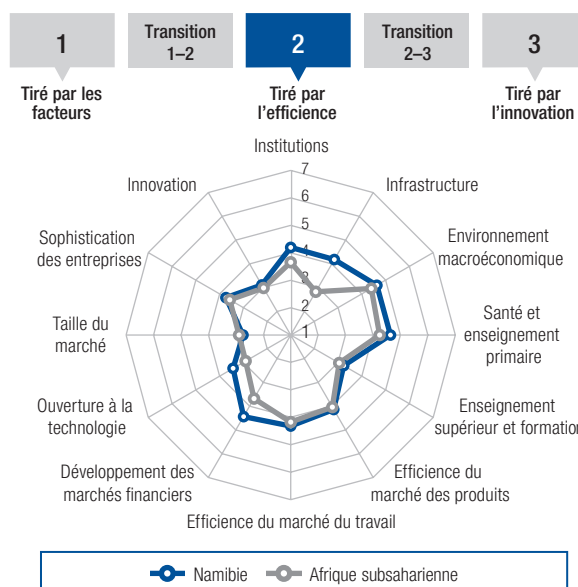 1
Transition
1–2
2
Transition
2–3
3
Tiré par les
facteurs
Tiré par
l'efficience
Tiré par
l'innovation
Institutions
7
6
5
3
2
1
Innovation
Infrastructure
Sophistication
des entreprises
Environnement
macroéconomique
Taille du
marché
Santé et
enseignement
primaire
Ouverture à la
technologie
Enseignement
supérieur et formation
Développement des
marchés financiers
Efficience du
marché des produits
Efficience du marché du travail
Namibie
Afrique subsaharienne